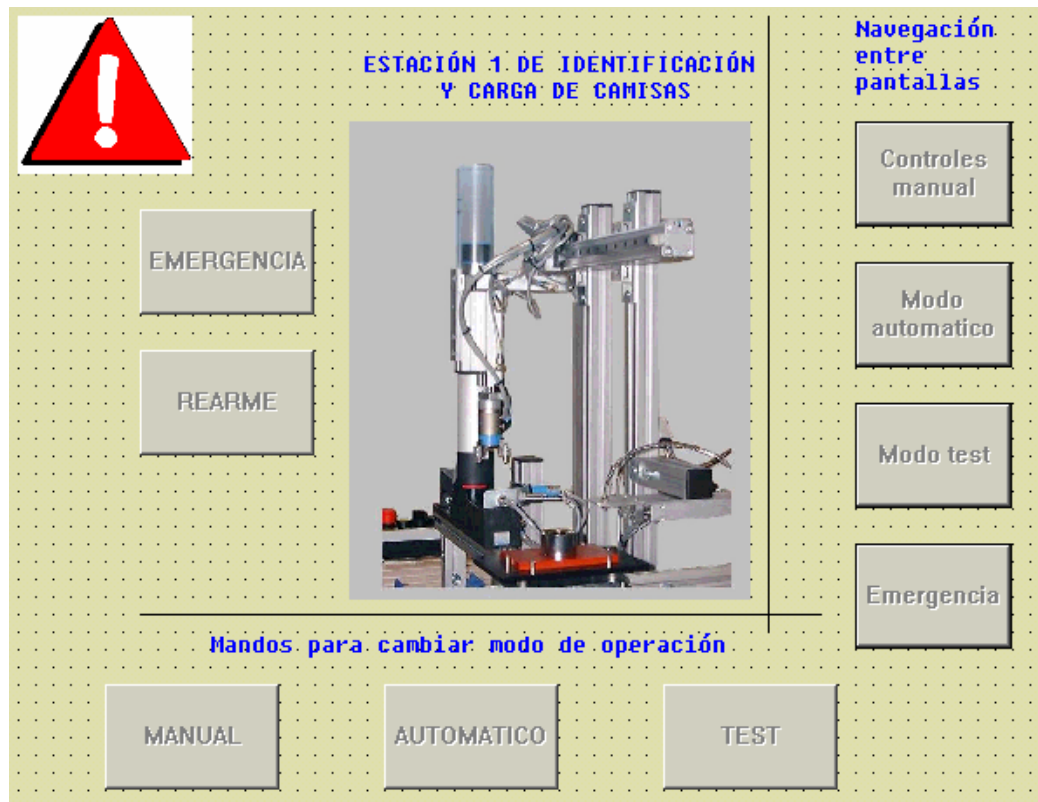 ESTACIÓN 1 DE IDENTIFICACIÓN
Y CARGA DE CAMISAS
Navegación
entre
pantallas
EMERGENCIA
REARME
Controles
manual
Modo
automatico
Modo test
Emergencia
Mandos para cambiar modo de operación
MANUAL
AUTOMATICO
TEST